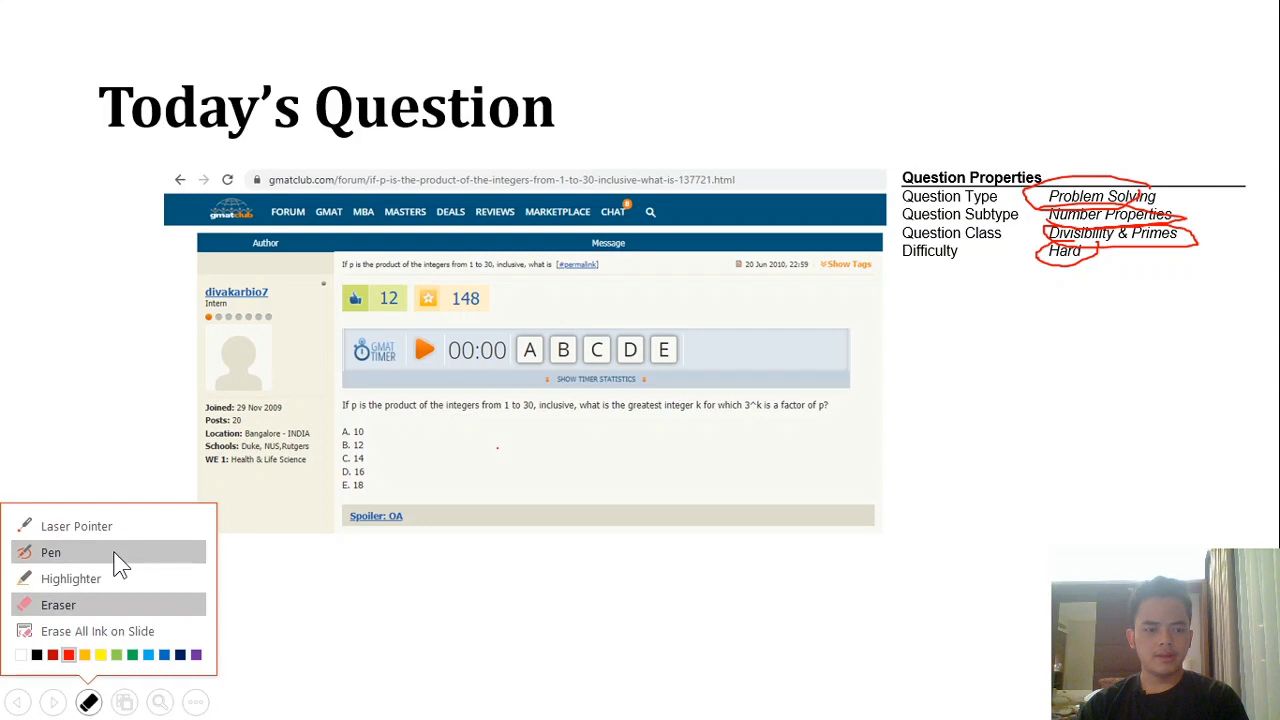 Today's Question
gmatclub.com/forum/if-p-is-the-product-of-the-integers-from-1-to-30-inclusive-what-is-137721.html
gmatclub FORUM GMAT MBA MASTERS DEALS REVIEWS MARKETPLACE CHAT 8
Author Message
If p is the product of the integers from 1 to 30, inclusive, what is [#permalink] 20 Jun 2010, 22:59 Show Tags
divakarbio7
Intern
12 148
GMAT TIMER 00:00 A B C D E
SHOW TIMER STATISTICS
Joined: 29 Nov 2009
Posts: 20
Location: Bangalore - INDIA
Schools: Duke, NUS,Rutgers
WE 1: Health & Life Science
If p is the product of the integers from 1 to 30, inclusive, what is the greatest integer k for which 3^k is a factor of p?
A. 10
B. 12
C. 14
D. 16
E. 18
Spoiler: OA
Question Properties
Question Type Problem Solving
Question Subtype Number Properties
Question Class Divisibility & Primes
Difficulty Hard
Laser Pointer
Pen
Highlighter
Eraser
Erase All Ink on Slide